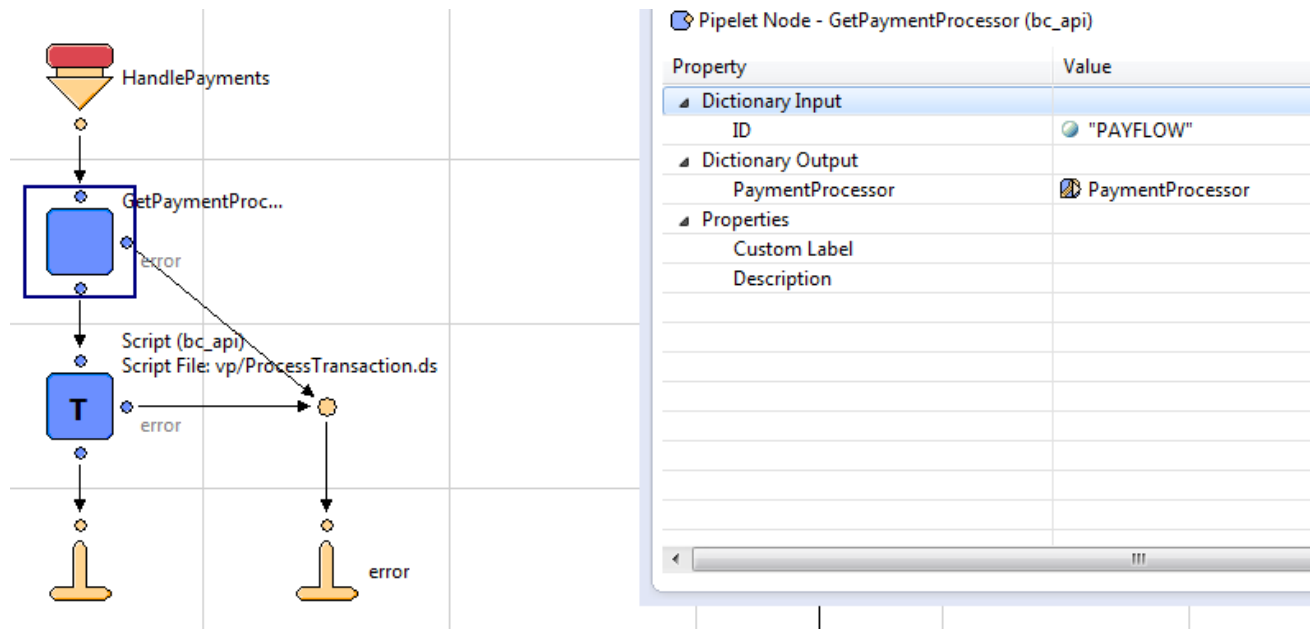 HandlePayments
GetPaymentProc...
error
Script (bc_api)
Script File: vp/ProcessTransaction.ds
T
error
error
Pipelet Node - GetPaymentProcessor (bc_api)
Property Value
Dictionary Input
ID "PAYFLOW"
Dictionary Output
PaymentProcessor PaymentProcessor
Properties
Custom Label
Description